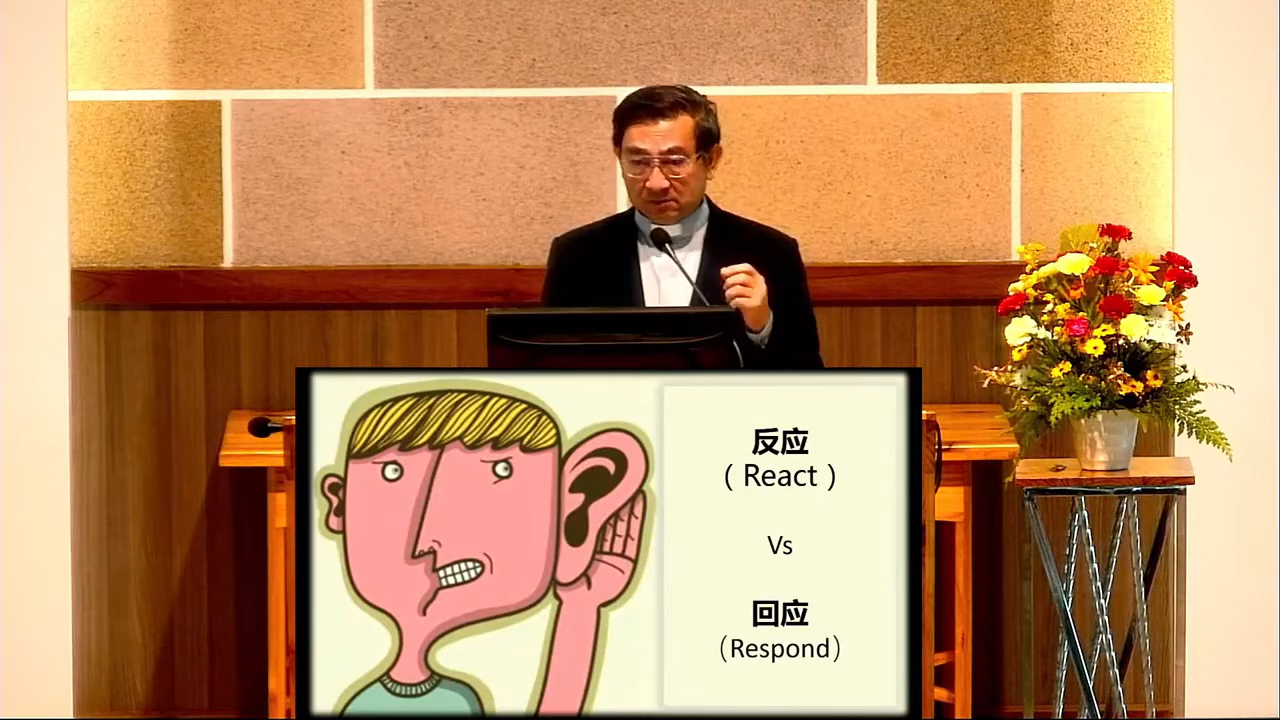 反应
（React）
Vs
回应
（Respond）